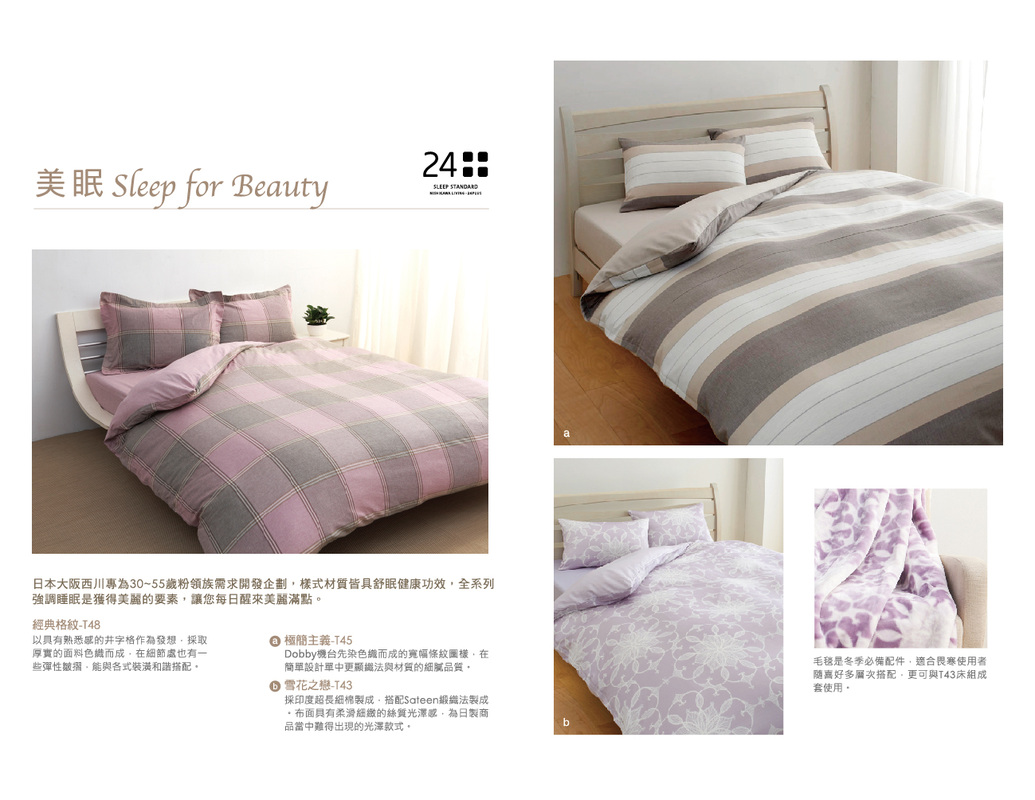 美眠 Sleep for Beauty
24
SLEEP STANDARD
NISHIKAWA LIVING · JAPLUS
日本大阪西川專為30~55歲粉領族需求開發企劃，樣式材質皆具舒眠健康功效，全系列
強調睡眠是獲得美麗的要素，讓您每日醒來美麗滿點。
經典格紋-T48
以具有熟悉感的井字格作為發想，採取
厚實的面料色織而成，在細節處也有一
些彈性皺摺，能與各式裝潢和諧搭配。
a 極簡主義-T45
Dobby機台先染色織而成的寬幅條紋圖樣，在
簡單設計單中更顯織法與材質的細膩品質。
b 雪花之戀-T43
採印度超長細棉製成，搭配Sateen緞織法製成
。布面具有柔滑細緻的絲質光澤感，為日製商
品當中難得出現的光澤款式。
a
b
毛毯是冬季必備配件，適合畏寒使用者
隨喜好多層次搭配，更可與T43床組成
套使用。